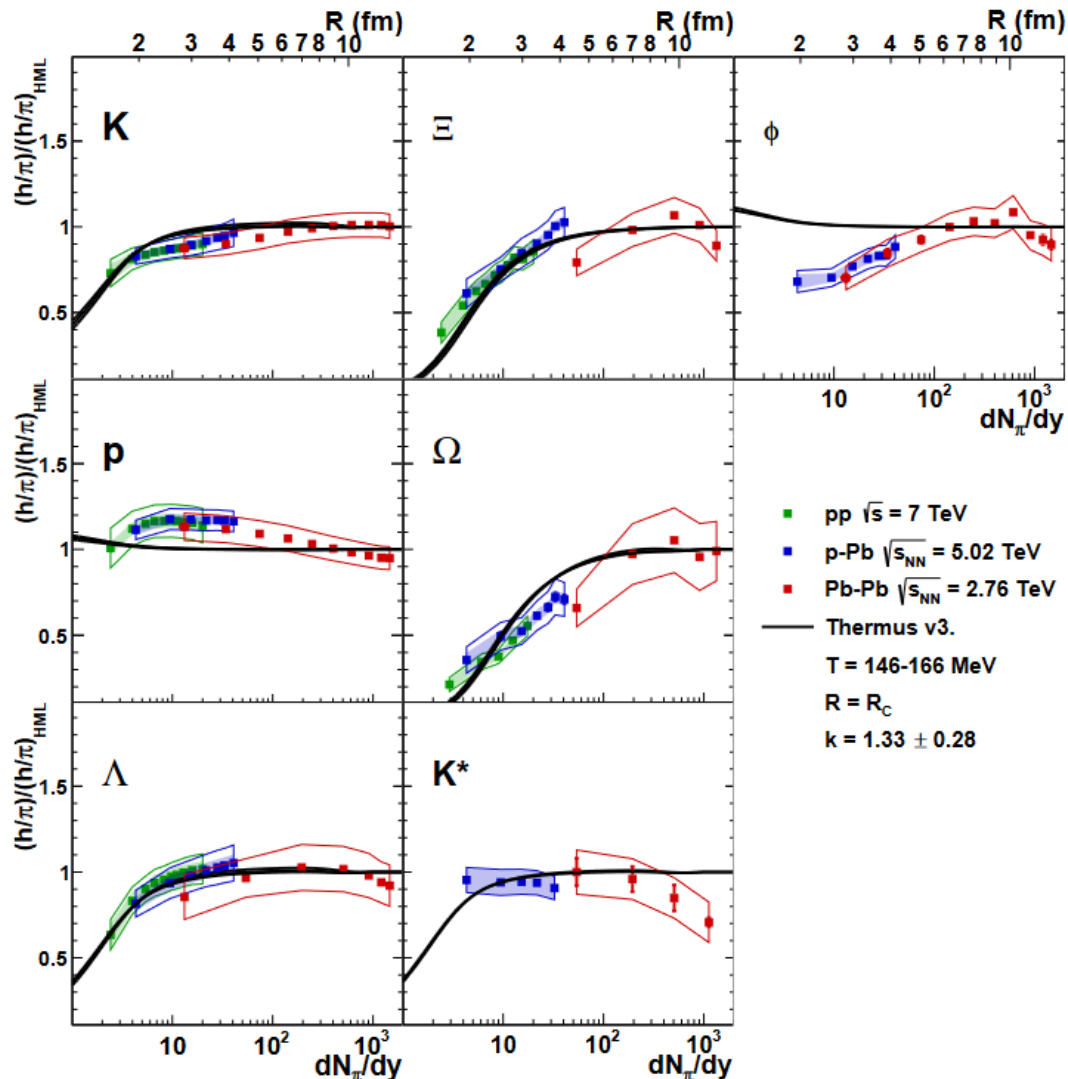 R (fm) R (fm) R (fm)
2 3 4 5 6 7 8 10 2 3 4 5 6 7 8 10 2 3 4 5 6 7 8 10
(h/π)/(h/π)HML
K Ξ ϕ
1.5
1
0.5
10 10² 10³
dNπ/dy
(h/π)/(h/π)HML
p Ω
1.5
1
0.5
pp √s = 7 TeV
p-Pb √sNN = 5.02 TeV
Pb-Pb √sNN = 2.76 TeV
Thermus v3.
T = 146-166 MeV
R = RC
k = 1.33 ± 0.28
(h/π)/(h/π)HML
Λ K*
1.5
1
0.5
10 10² 10³ 10 10² 10³
dNπ/dy dNπ/dy